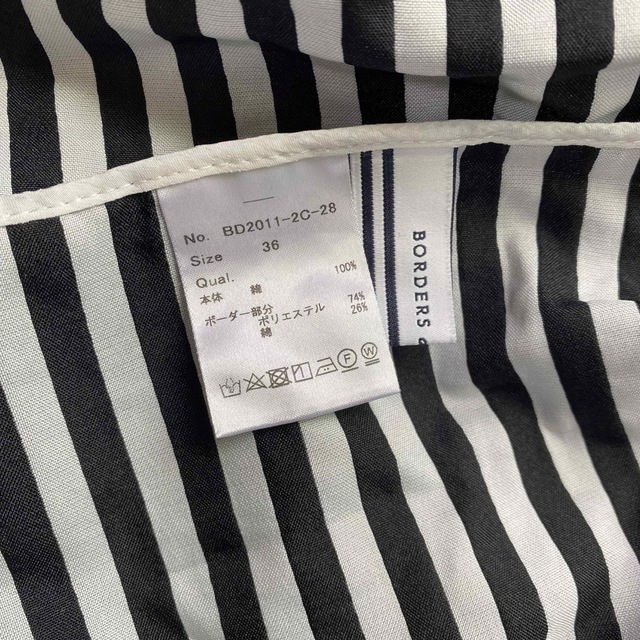 No. BD2011-2C-28
Size 36
Qual.
本体 綿 100%
ボーダー部分
ポリエステル 74%
綿 26%
F W
BORDERS